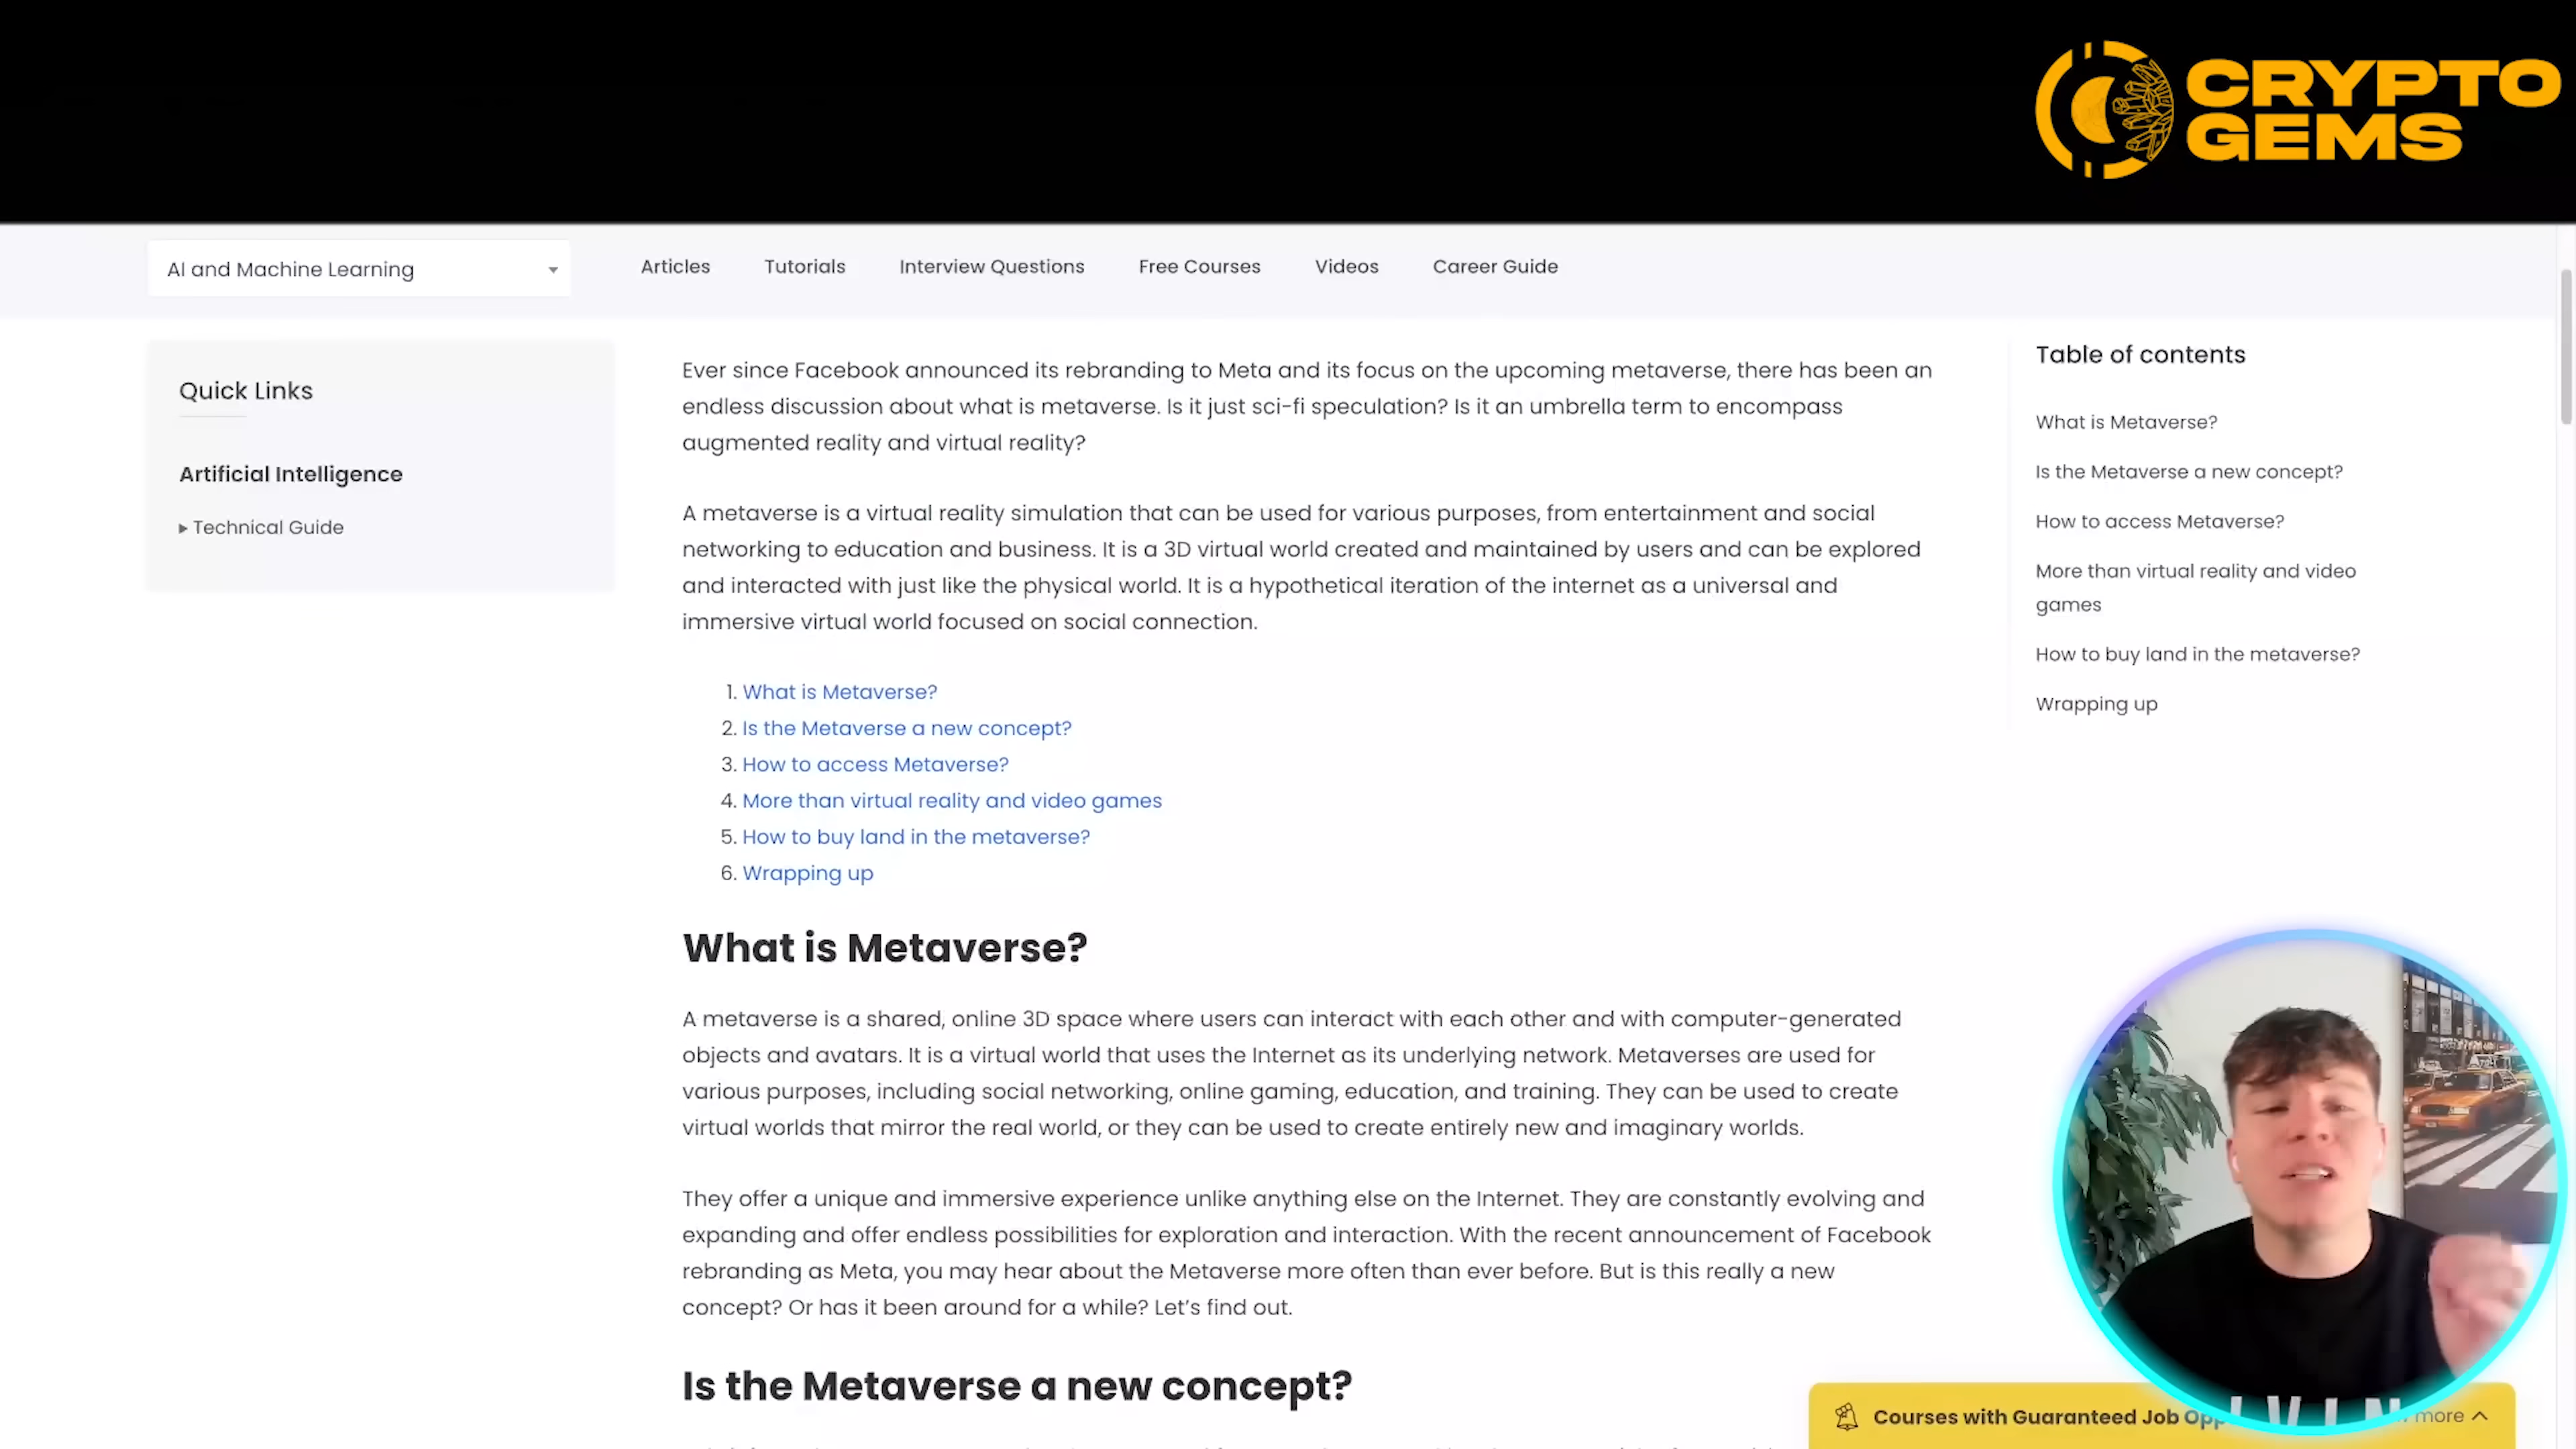 CRYPTO
GEMS
AI and Machine Learning
Articles
Tutorials
Interview Questions
Free Courses
Videos
Career Guide
Quick Links
Artificial Intelligence
Technical Guide
Ever since Facebook announced its rebranding to Meta and its focus on the upcoming metaverse, there has been an
endless discussion about what is metaverse. Is it just sci-fi speculation? Is it an umbrella term to encompass
augmented reality and virtual reality?
A metaverse is a virtual reality simulation that can be used for various purposes, from entertainment and social
networking to education and business. It is a 3D virtual world created and maintained by users and can be explored
and interacted with just like the physical world. It is a hypothetical iteration of the internet as a universal and
immersive virtual world focused on social connection.
1. What is Metaverse?
2. Is the Metaverse a new concept?
3. How to access Metaverse?
4. More than virtual reality and video games
5. How to buy land in the metaverse?
6. Wrapping up
What is Metaverse?
A metaverse is a shared, online 3D space where users can interact with each other and with computer-generated
objects and avatars. It is a virtual world that uses the Internet as its underlying network. Metaverses are used for
various purposes, including social networking, online gaming, education, and training. They can be used to create
virtual worlds that mirror the real world, or they can be used to create entirely new and imaginary worlds.
They offer a unique and immersive experience unlike anything else on the Internet. They are constantly evolving and
expanding and offer endless possibilities for exploration and interaction. With the recent announcement of Facebook
rebranding as Meta, you may hear about the Metaverse more often than ever before. But is this really a new
concept? Or has it been around for a while? Let's find out.
Is the Metaverse a new concept?
Table of contents
What is Metaverse?
Is the Metaverse a new concept?
How to access Metaverse?
More than virtual reality and video
games
How to buy land in the metaverse?
Wrapping up
Courses with Guaranteed Job
more